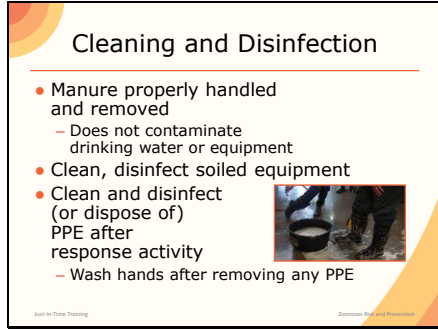 Cleaning and Disinfection
• Manure properly handled
and removed
– Does not contaminate
drinking water or equipment
• Clean, disinfect soiled equipment
• Clean and disinfect
(or dispose of)
PPE after
response activity
– Wash hands after removing any PPE
Just-In-Time Training
Zoonoses Risk and Prevention